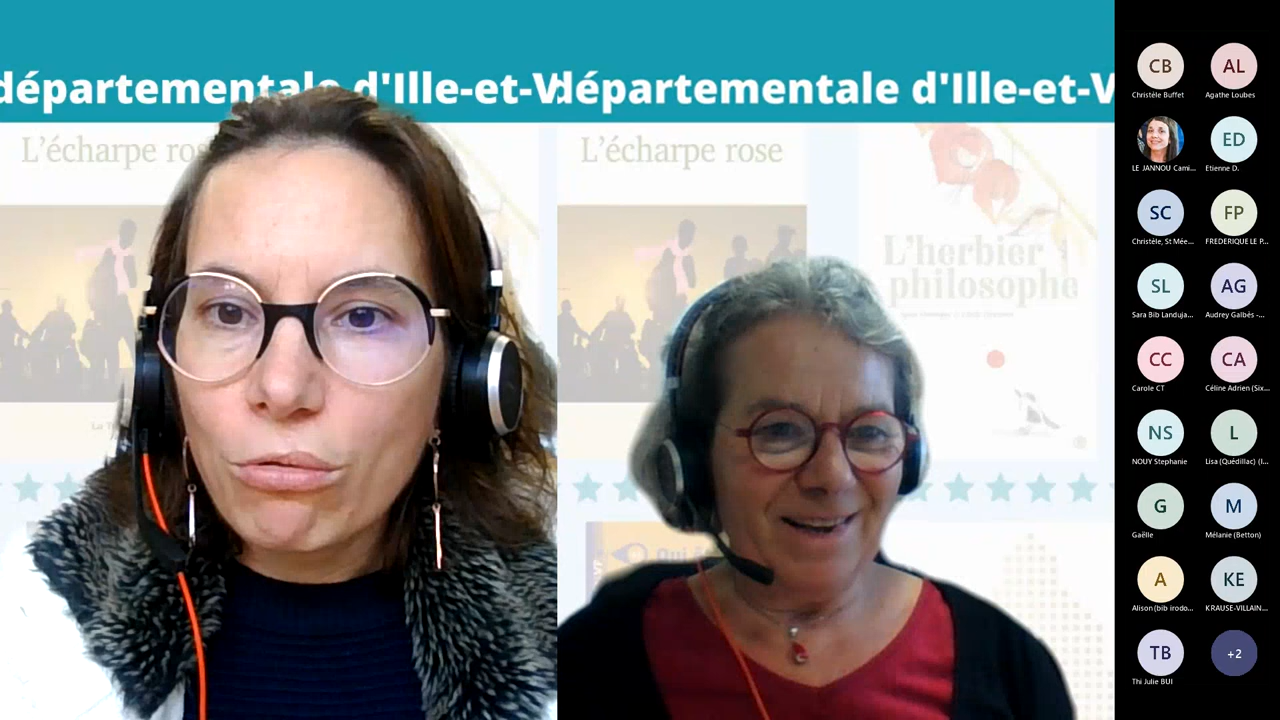 départementale d'Ille-et-V
départementale d'Ille-et-V
L'écharpe ros
L'écharpe rose
L'herbier
philosophe
Qui
CB
Christèle Buffet
AL
Agathe Loubes
LE JANNOU Cami...
ED
Etienne D.
SC
Christèle, St Mée...
FP
FREDERIQUE LE P...
SL
Sara Bib Landuja...
AG
Audrey Galbès -...
CC
Carole CT
CA
Céline Adrien (Six...
NS
NOUY Stephanie
L
Lisa (Quédillac) (I...
G
Gaëlle
M
Mélanie (Betton)
A
Alison (bib irodo...
KE
KRAUSE-VILLAIN...
TB
Thi Julie BUI
+2